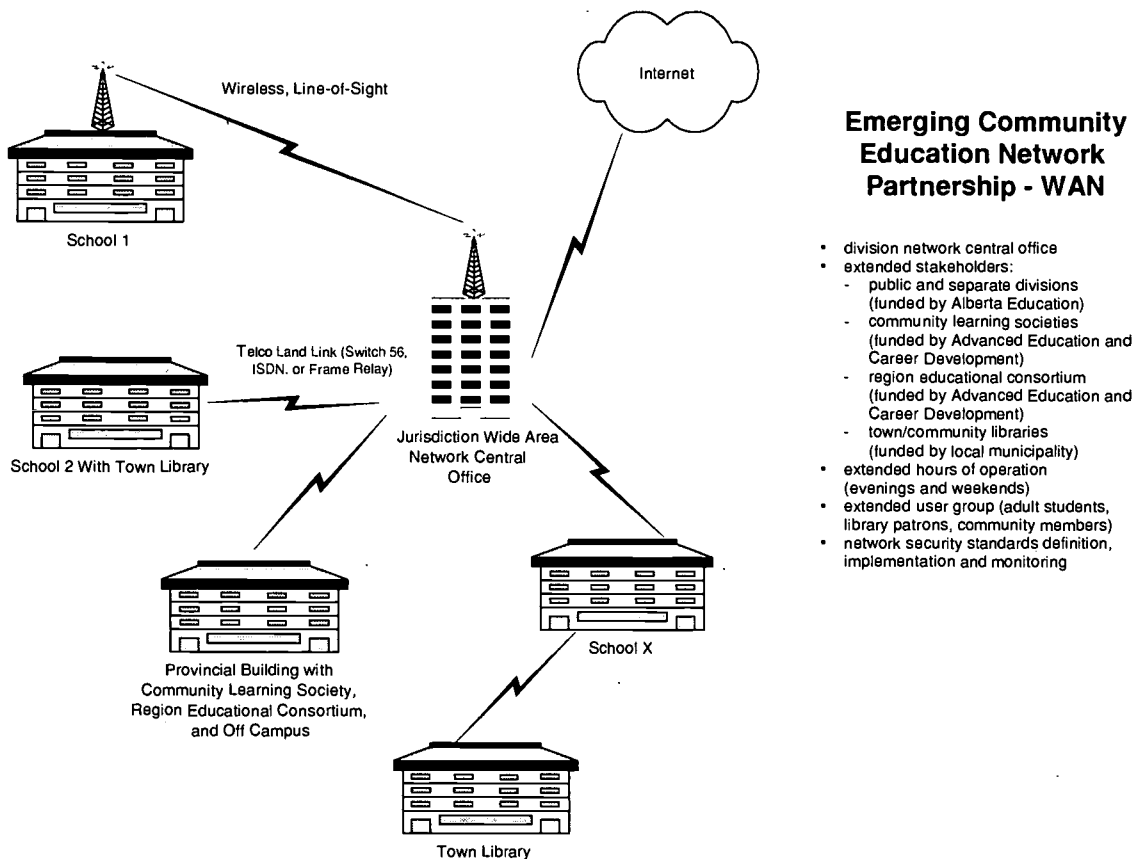 Internet
Wireless, Line-of-Sight
School 1
Telco Land Link (Switch 56,
ISDN. or Frame Relay)
Jurisdiction Wide Area
Network Central
Office
School 2 With Town Library
Provincial Building with
Community Learning Society,
Region Educational Consortium,
and Off Campus
School X
Town Library
Emerging Community
Education Network
Partnership - WAN
• division network central office
• extended stakeholders:
- public and separate divisions
(funded by Alberta Education)
- community learning societies
(funded by Advanced Education and
Career Development)
- region educational consortium
(funded by Advanced Education and
Career Development)
- town/community libraries
(funded by local municipality)
• extended hours of operation
(evenings and weekends)
• extended user group (adult students,
library patrons, community members)
• network security standards definition,
implementation and monitoring